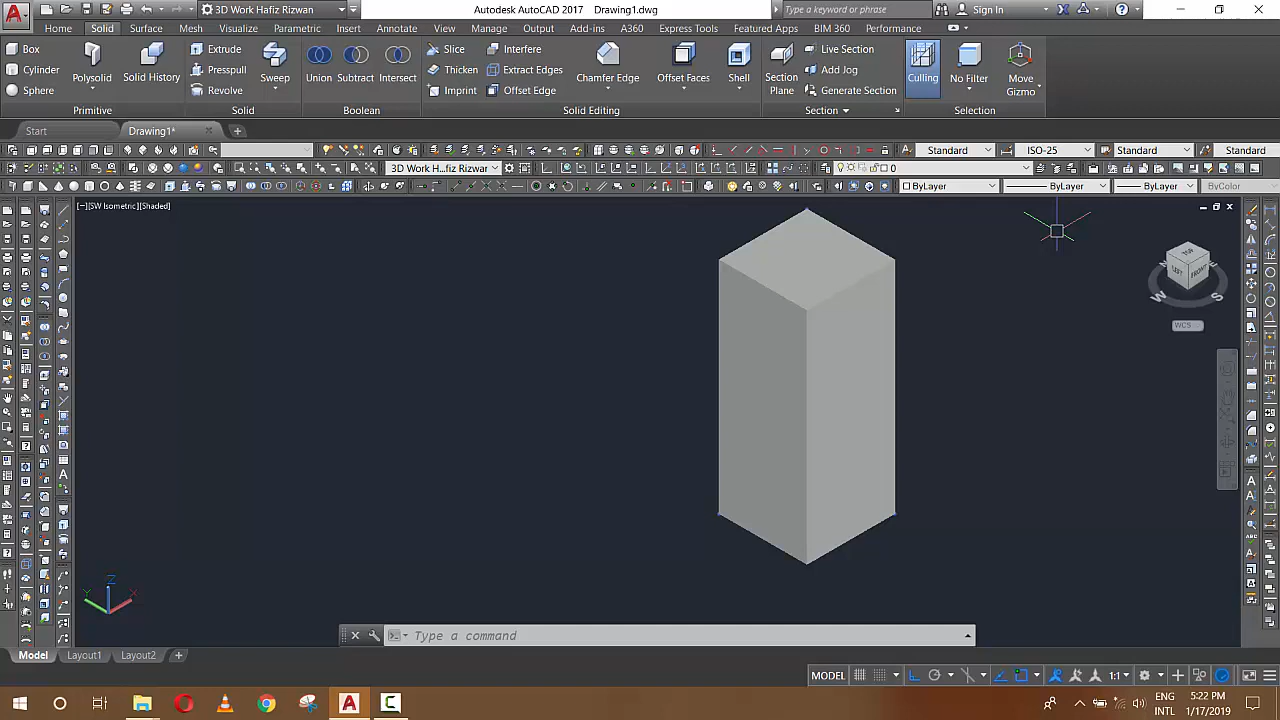 3D Work Hafiz Rizwan
Autodesk AutoCAD 2017 Drawing1.dwg
Type a keyword or phrase
Sign In
Home Solid Surface Mesh Visualize Parametric Insert Annotate View Manage Output Add-ins A360 Express Tools Featured Apps BIM 360 Performance
Box
Cylinder
Sphere
Polysolid
Solid History
Primitive
Extrude
Presspull
Revolve
Sweep
Solid
Union
Subtract
Intersect
Boolean
Slice
Thicken
Imprint
Interfere
Extract Edges
Offset Edge
Chamfer Edge
Offset Faces
Shell
Solid Editing
Section
Plane
Live Section
Add Jog
Generate Section
Section
Culling
No Filter
Move
Gizmo
Selection
Start
Drawing1*
Standard ISO-25 Standard Standard
3D Work H..fiz Rizwar
0
ByLayer ByLayer ByLayer ByColor
[−][SW Isometric][Shaded]
TOP
LEFT FRONT
W S
WCS
Z
Y X
Type a command
Model Layout1 Layout2
MODEL
1:1
ENG
INTL
5:22 PM
1/17/2019